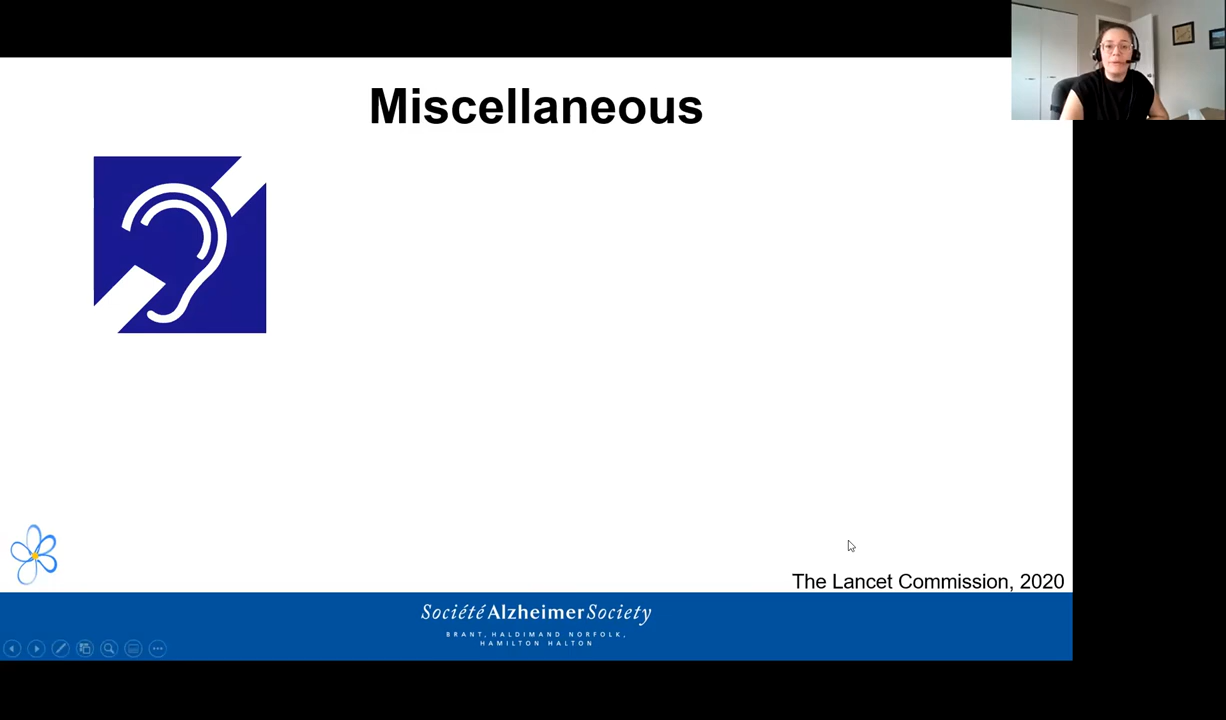 Miscellaneous
The Lancet Commission, 2020
Société Alzheimer Society
BRANT, HALDIMAND NORFOLK,
HAMILTON HALTON